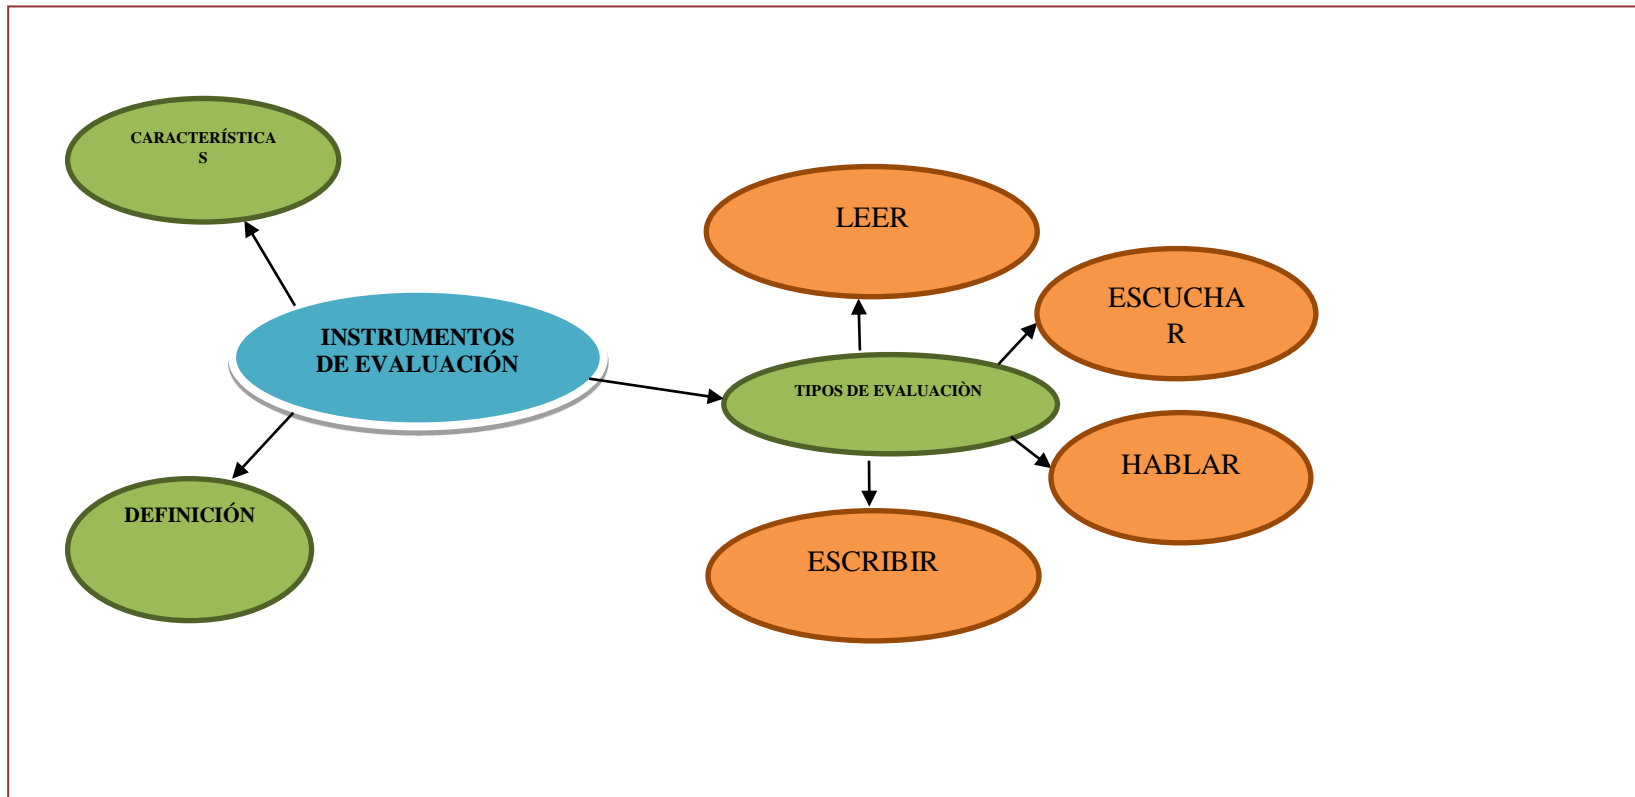 CARACTERÍSTICA
S
LEER
ESCUCHA
R
INSTRUMENTOS
DE EVALUACIÓN
TIPOS DE EVALUACIÒN
HABLAR
DEFINICIÓN
ESCRIBIR